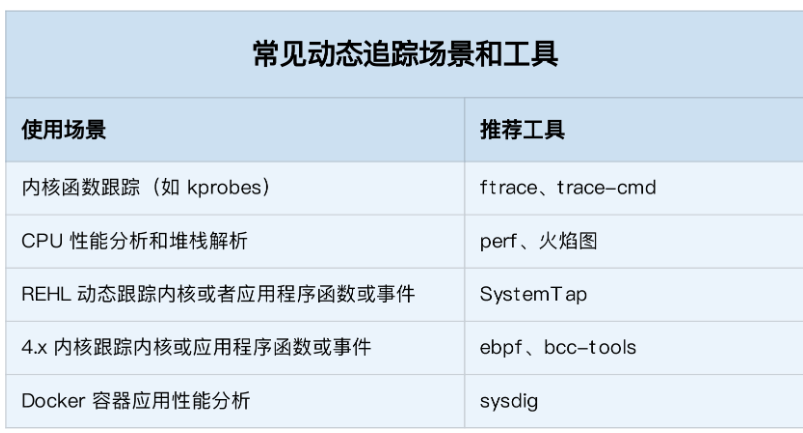 常见动态追踪场景和工具
使用场景 推荐工具
内核函数跟踪（如 kprobes） ftrace、trace-cmd
CPU 性能分析和堆栈解析 perf、火焰图
REHL 动态跟踪内核或者应用程序函数或事件 SystemTap
4.x 内核跟踪内核或应用程序函数或事件 ebpf、bcc-tools
Docker 容器应用性能分析 sysdig